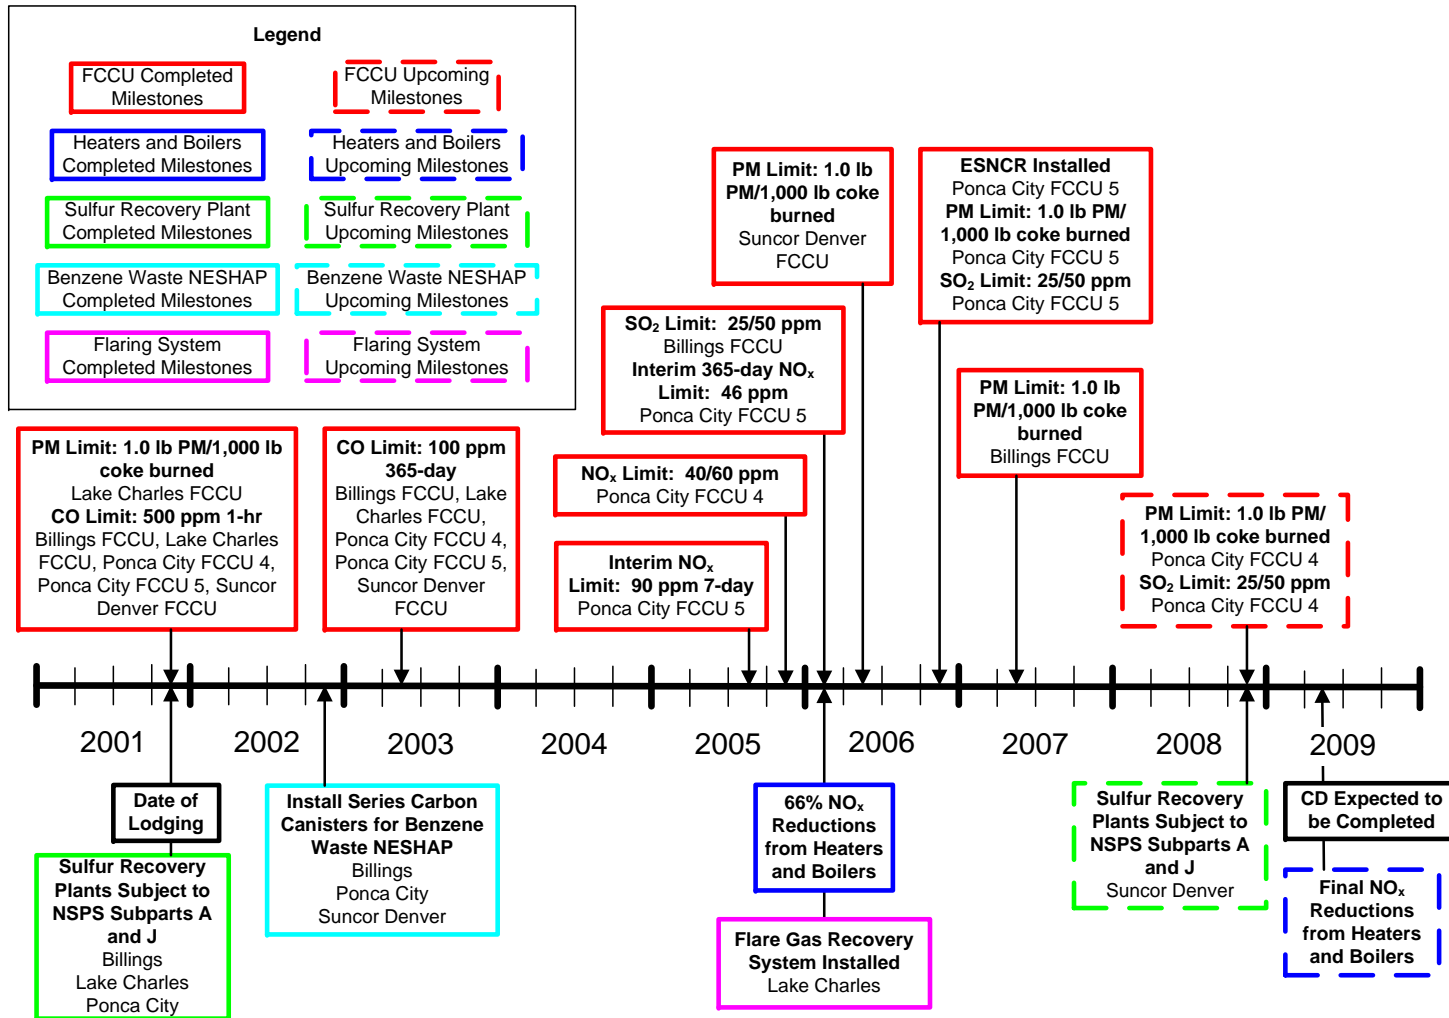 Legend
FCCU Completed
Milestones
FCCU Upcoming
Milestones
Heaters and Boilers
Completed Milestones
Heaters and Boilers
Upcoming Milestones
Sulfur Recovery Plant
Completed Milestones
Sulfur Recovery Plant
Upcoming Milestones
Benzene Waste NESHAP
Completed Milestones
Benzene Waste NESHAP
Upcoming Milestones
Flaring System
Completed Milestones
Flaring System
Upcoming Milestones
PM Limit: 1.0 lb PM/1,000 lb
coke burned
Lake Charles FCCU
CO Limit: 500 ppm 1-hr
Billings FCCU, Lake Charles
FCCU, Ponca City FCCU 4,
Ponca City FCCU 5, Suncor
Denver FCCU
CO Limit: 100 ppm
365-day
Billings FCCU, Lake
Charles FCCU,
Ponca City FCCU 4,
Ponca City FCCU 5,
Suncor Denver
FCCU
Interim NOx
Limit: 90 ppm 7-day
Ponca City FCCU 5
NOx Limit: 40/60 ppm
Ponca City FCCU 4
SO2 Limit: 25/50 ppm
Billings FCCU
Interim 365-day NOx
Limit: 46 ppm
Ponca City FCCU 5
PM Limit: 1.0 lb
PM/1,000 lb coke
burned
Suncor Denver
FCCU
ESNCR Installed
Ponca City FCCU 5
PM Limit: 1.0 lb PM/
1,000 lb coke burned
Ponca City FCCU 5
SO2 Limit: 25/50 ppm
Ponca City FCCU 5
PM Limit: 1.0 lb
PM/1,000 lb coke
burned
Billings FCCU
PM Limit: 1.0 lb PM/
1,000 lb coke burned
Ponca City FCCU 4
SO2 Limit: 25/50 ppm
Ponca City FCCU 4
2001 2002 2003 2004 2005 2006 2007 2008 2009
Date of
Lodging
Sulfur Recovery
Plants Subject to
NSPS Subparts A
and J
Billings
Lake Charles
Ponca City
Install Series Carbon
Canisters for Benzene
Waste NESHAP
Billings
Ponca City
Suncor Denver
66% NOx
Reductions
from Heaters
and Boilers
Flare Gas Recovery
System Installed
Lake Charles
Sulfur Recovery
Plants Subject to
NSPS Subparts A
and J
Suncor Denver
CD Expected to
be Completed
Final NOx
Reductions
from Heaters
and Boilers